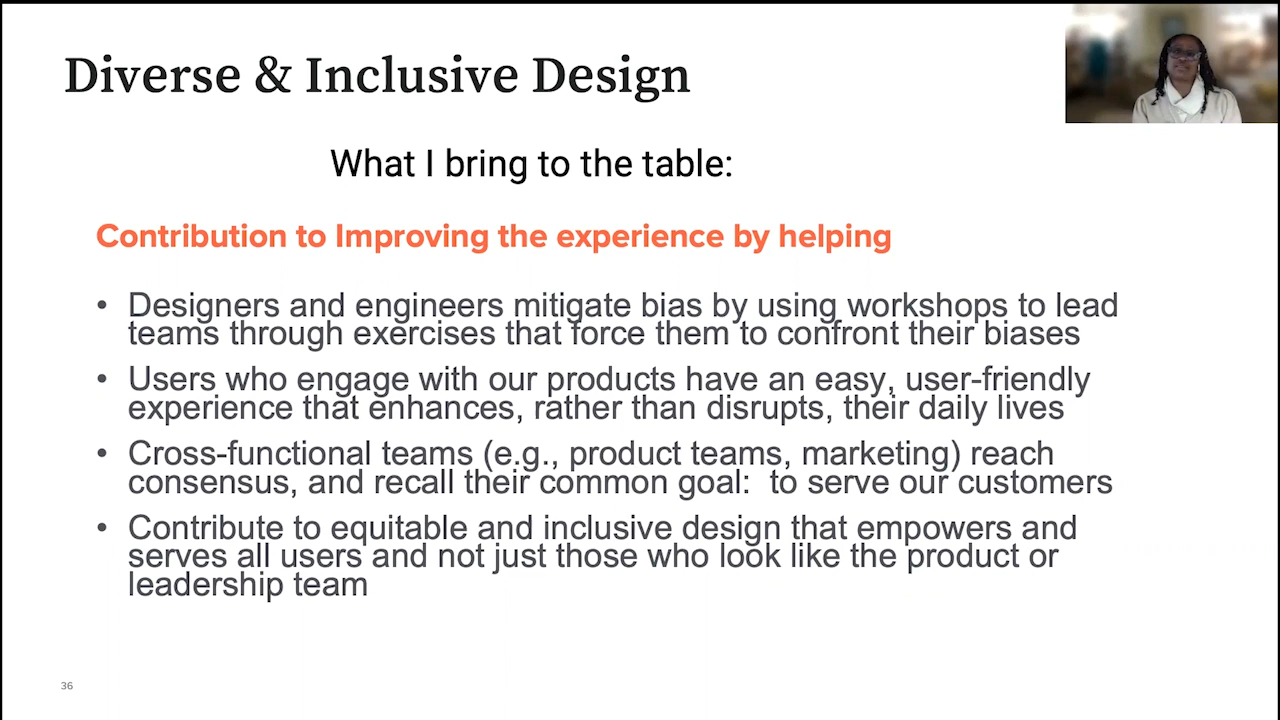 Diverse & Inclusive Design
What I bring to the table:
Contribution to Improving the experience by helping
• Designers and engineers mitigate bias by using workshops to lead
teams through exercises that force them to confront their biases
• Users who engage with our products have an easy, user-friendly
experience that enhances, rather than disrupts, their daily lives
• Cross-functional teams (e.g., product teams, marketing) reach
consensus, and recall their common goal:  to serve our customers
• Contribute to equitable and inclusive design that empowers and
serves all users and not just those who look like the product or
leadership team
36